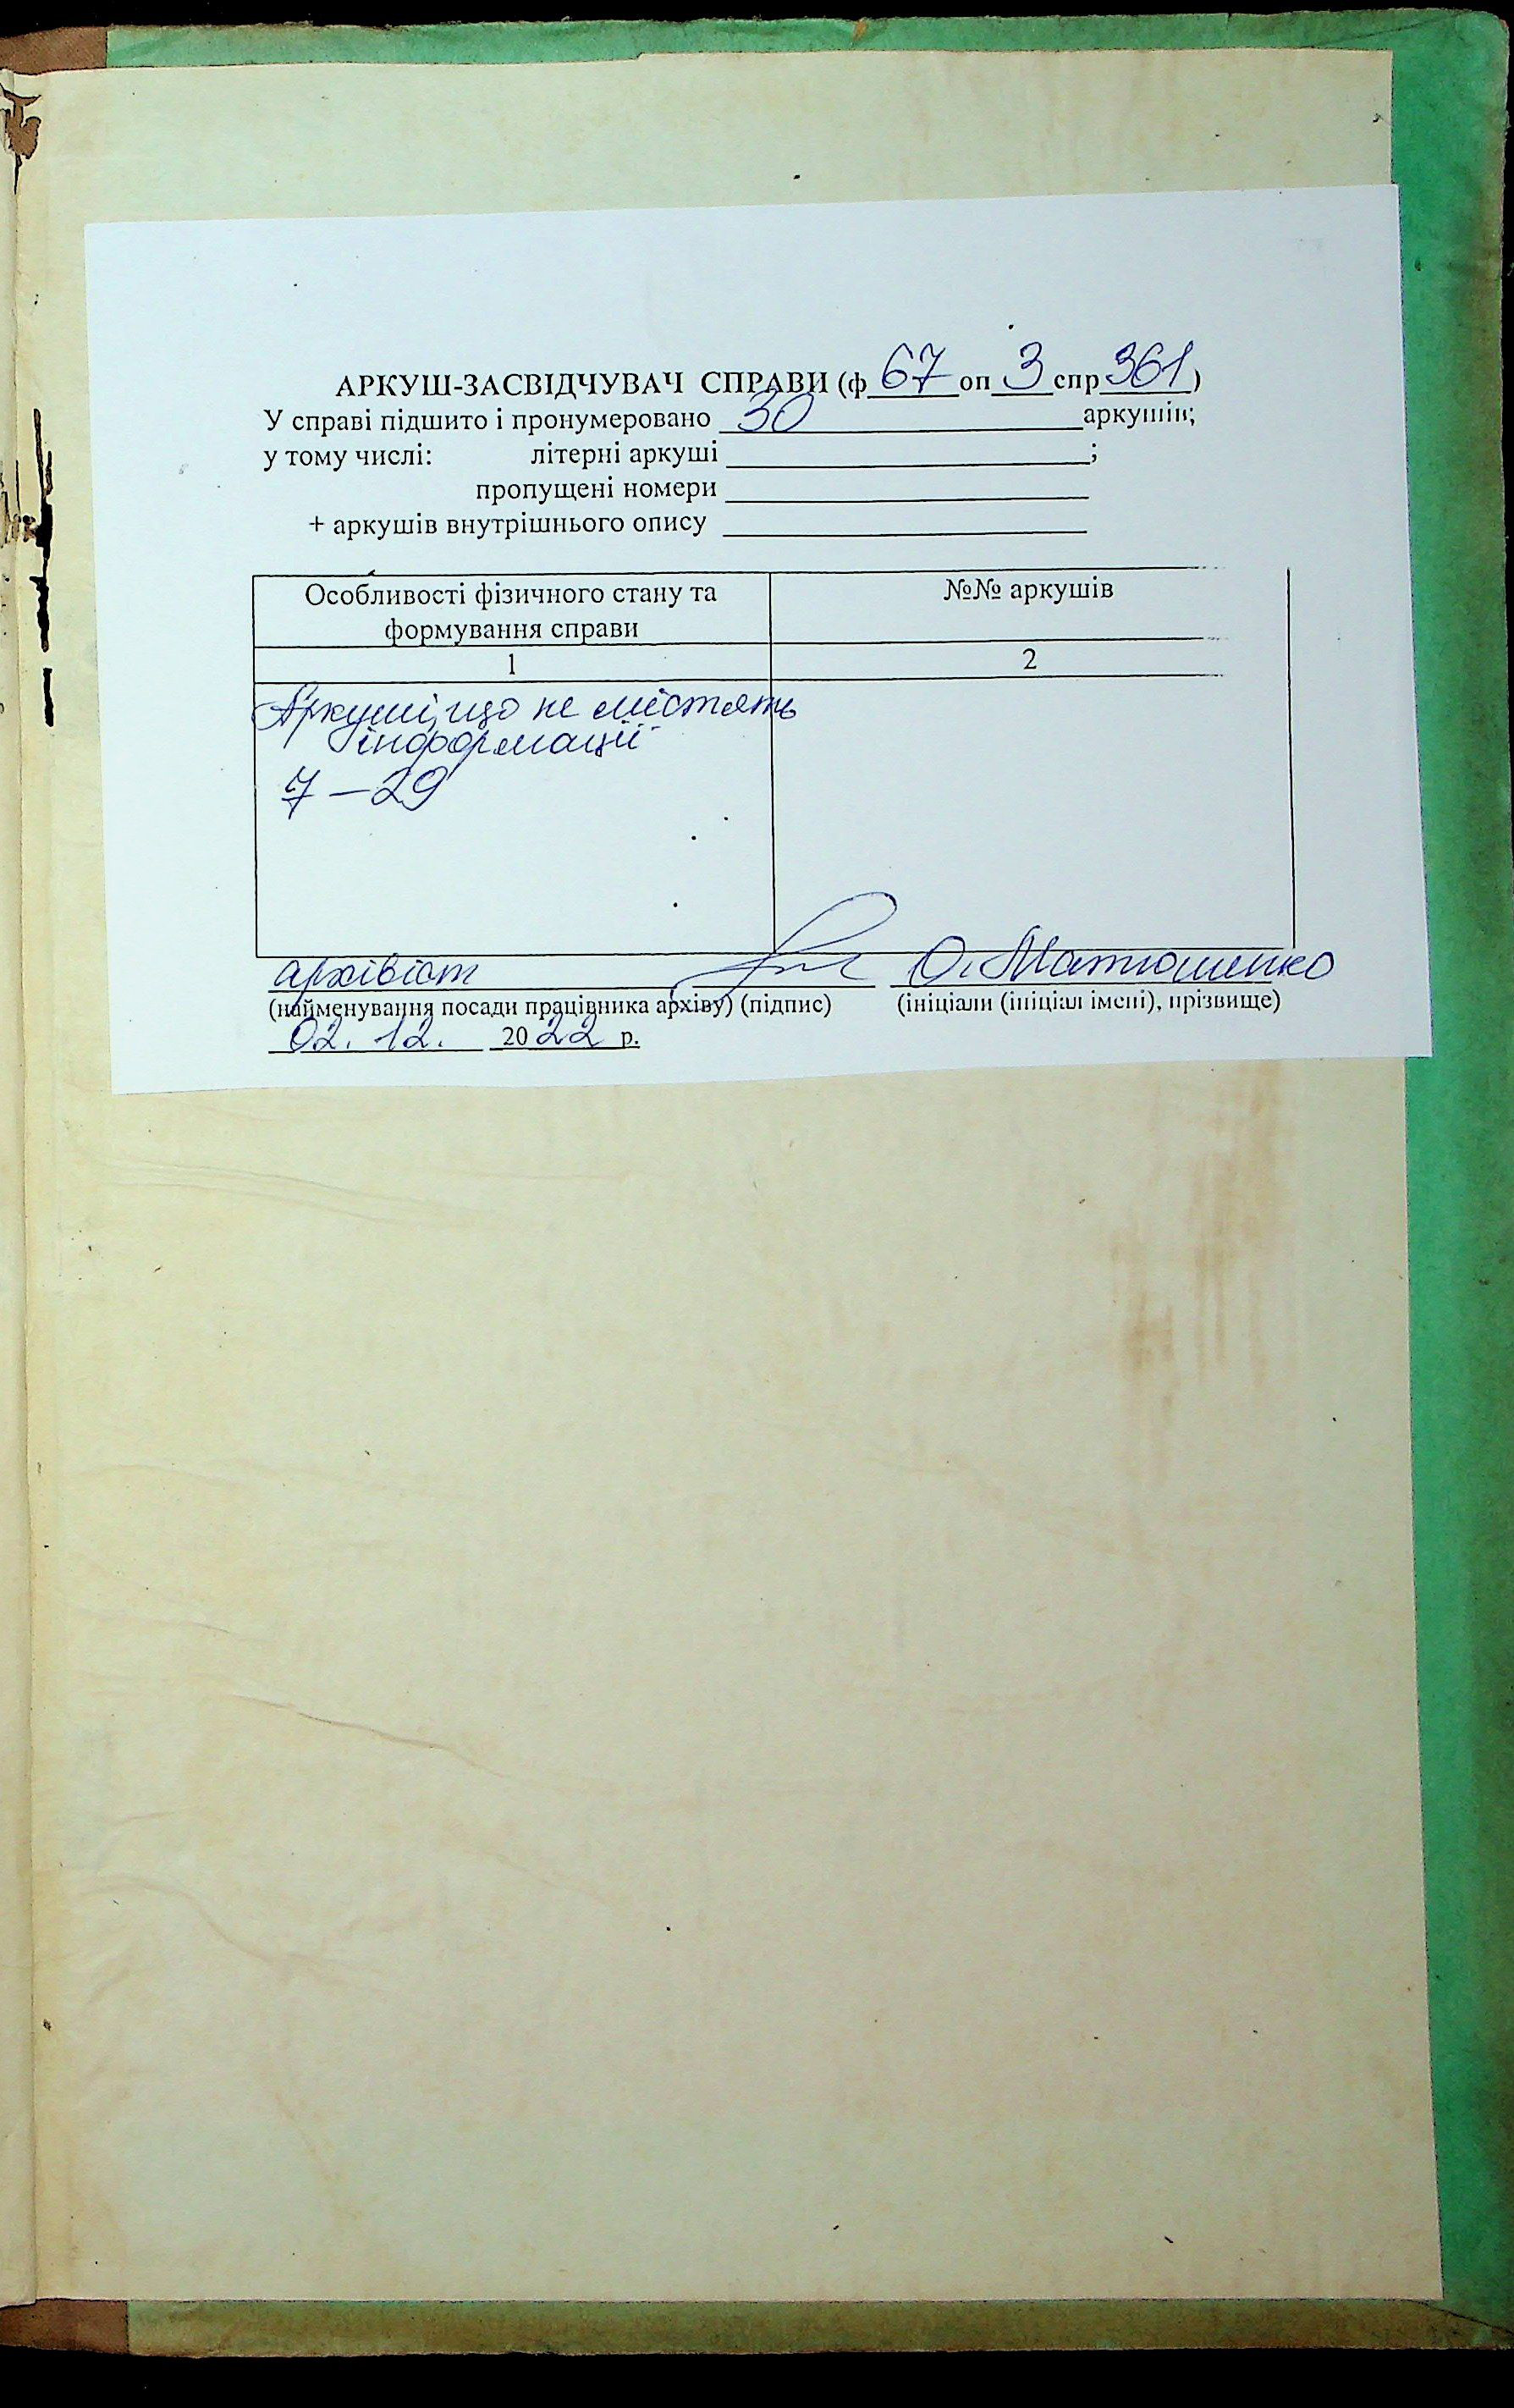 АРКУШ-ЗАСВІДЧУВАЧ СПРАВИ (ф 67 оп 3 спр 361)
У справі підшито і пронумеровано 30 аркушів;
у тому числі: літерні аркуші ;
пропущені номери
+ аркушів внутрішнього опису
Особливості фізичного стану та
формування справи
№№ аркушів
1
2
Аркуші, що не містять
інформації
7 – 29
архівіст О. Матюшенко
(найменування посади працівника архіву) (підпис) (ініціали (ініціал імені), прізвище)
02. 12. 2022 р.